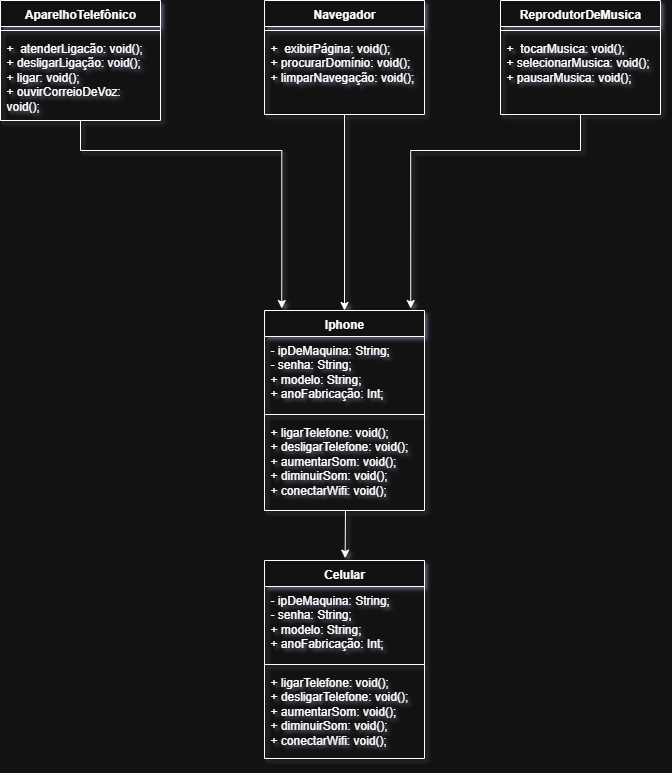 AparelhoTelefônico
+ atenderLigacão: void();
+ desligarLigação: void();
+ ligar: void();
+ ouvirCorreioDeVoz:
void();
Navegador
+ exibirPágina: void();
+ procurarDomínio: void();
+ limparNavegação: void();
ReprodutorDeMusica
+ tocarMusica: void();
+ selecionarMusica: void();
+ pausarMusica: void();
Iphone
- ipDeMaquina: String;
- senha: String;
+ modelo: String;
+ anoFabricação: Int;
+ ligarTelefone: void();
+ desligarTelefone: void();
+ aumentarSom: void();
+ diminuirSom: void();
+ conectarWifi: void();
Celular
- ipDeMaquina: String;
- senha: String;
+ modelo: String;
+ anoFabricação: Int;
+ ligarTelefone: void();
+ desligarTelefone: void();
+ aumentarSom: void();
+ diminuirSom: void();
+ conectarWifi: void();